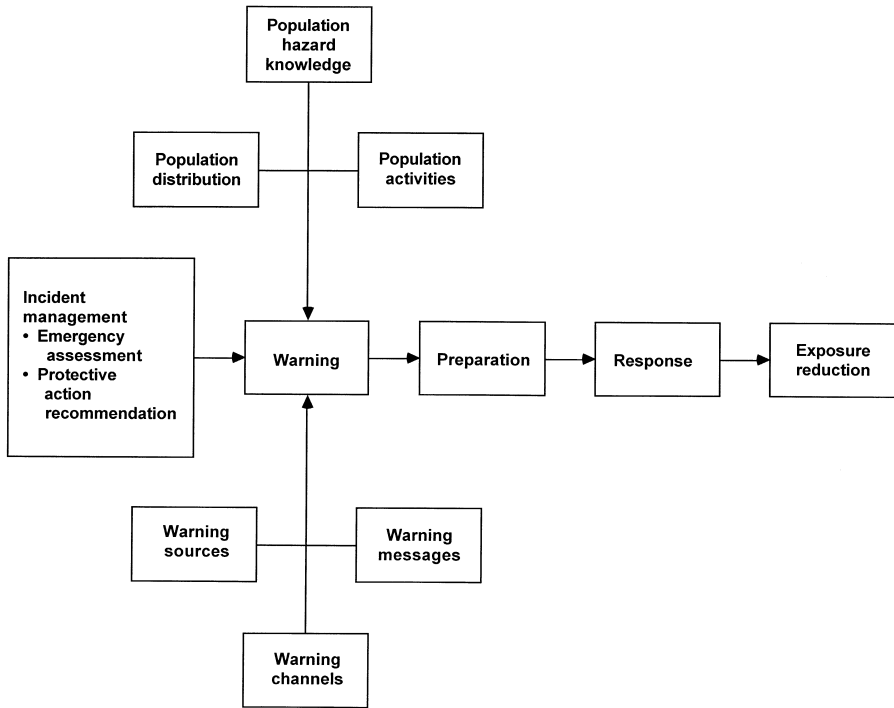 Population
hazard
knowledge
Population
distribution
Population
activities
Incident
management
• Emergency
assessment
• Protective
action
recommendation
Warning
Preparation
Response
Exposure
reduction
Warning
sources
Warning
messages
Warning
channels